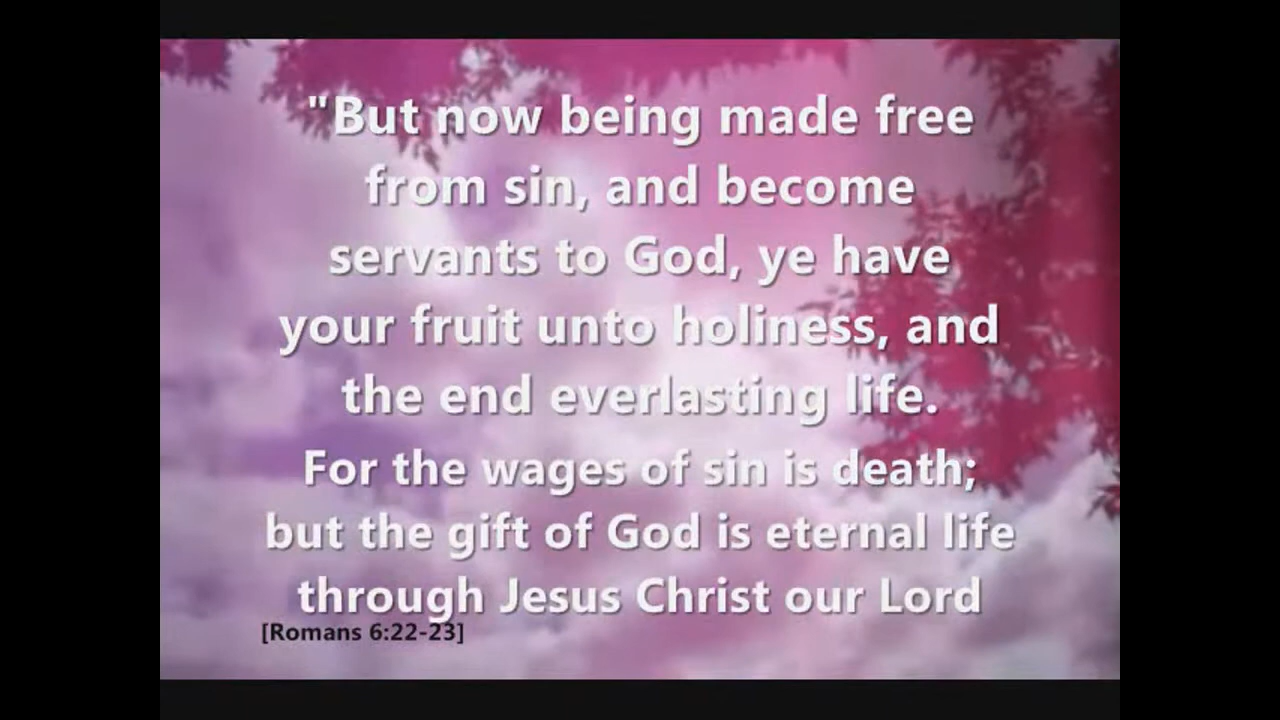 "But now being made free
from sin, and become
servants to God, ye have
your fruit unto holiness, and
the end everlasting life.
For the wages of sin is death;
but the gift of God is eternal life
through Jesus Christ our Lord
[Romans 6:22-23]